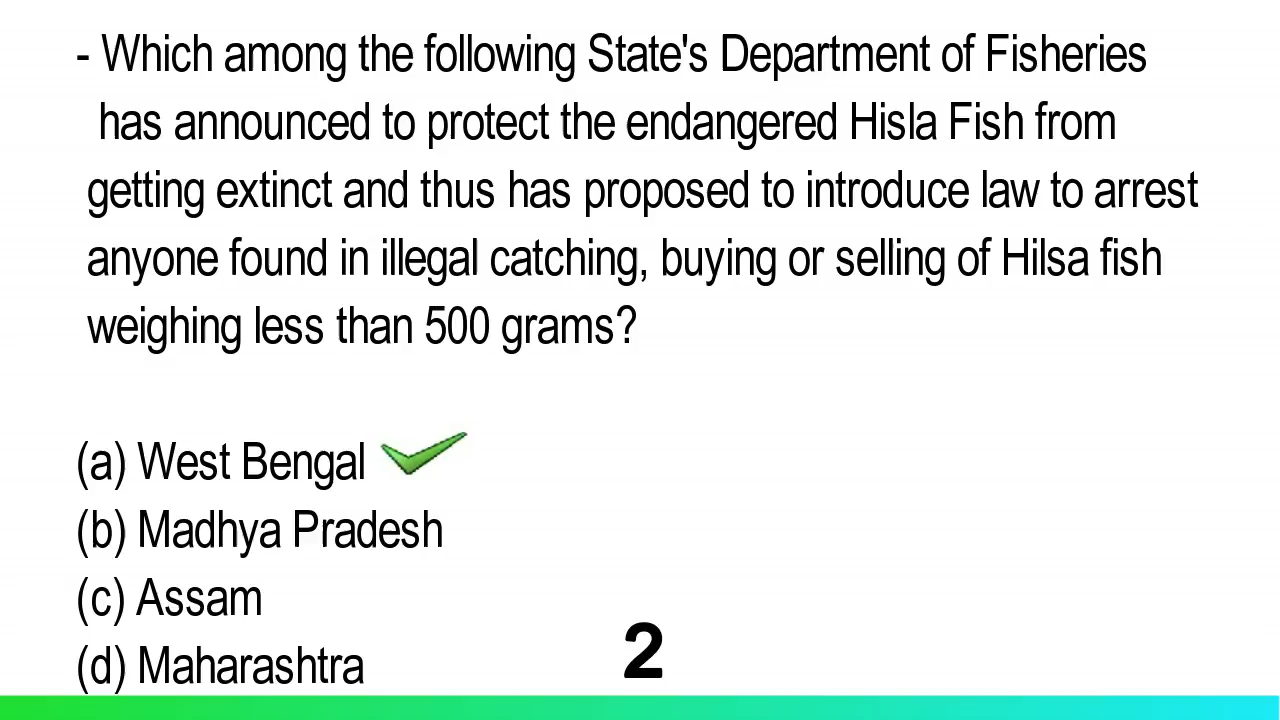 - Which among the following State's Department of Fisheries
has announced to protect the endangered Hisla Fish from
getting extinct and thus has proposed to introduce law to arrest
anyone found in illegal catching, buying or selling of Hilsa fish
weighing less than 500 grams?
(a) West Bengal
(b) Madhya Pradesh
(c) Assam
(d) Maharashtra
2